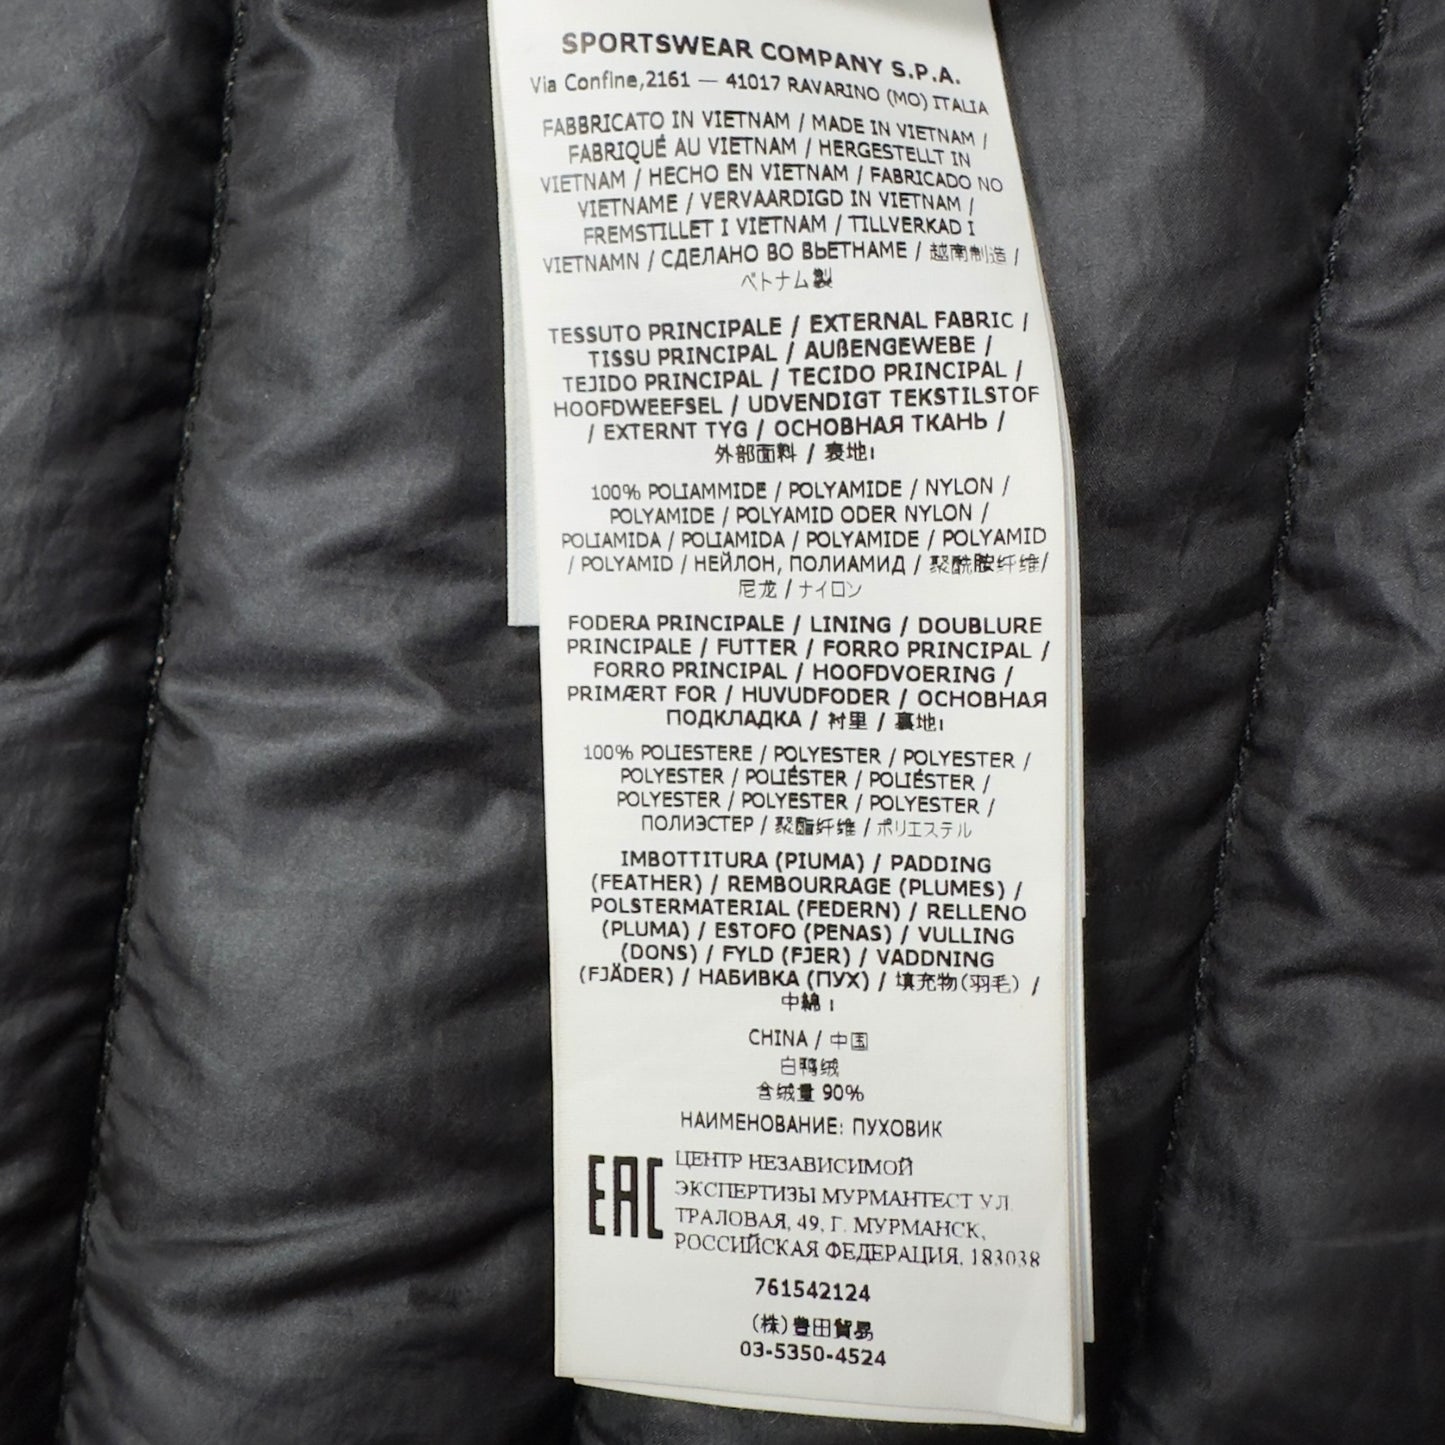 SPORTSWEAR COMPANY S.P.A.
Via Confine,2161 — 41017 RAVARINO (MO) ITALIA
FABBRICATO IN VIETNAM / MADE IN VIETNAM /
FABRIQUÉ AU VIETNAM / HERGESTELLT IN
VIETNAM / HECHO EN VIETNAM / FABRICADO NO
VIETNAME / VERVAARDIGD IN VIETNAM /
FREMSTILLET I VIETNAM / TILLVERKAD I
VIETNAMN / СДЕЛАНО ВО ВЬЕТНАМЕ / 越南制造 /
ベトナム製
TESSUTO PRINCIPALE / EXTERNAL FABRIC /
TISSU PRINCIPAL / AUßENGEWEBE /
TEJIDO PRINCIPAL / TECIDO PRINCIPAL /
HOOFDWEEFSEL / UDVENDIGT TEKSTILSTOF
/ EXTERNT TYG / ОСНОВНАЯ ТКАНЬ /
外部面料 / 表地:
100% POLIAMMIDE / POLYAMIDE / NYLON /
POLYAMIDE / POLYAMID ODER NYLON /
POLIAMIDA / POLIAMIDA / POLYAMIDE / POLYAMID
/ POLYAMID / НЕЙЛОН, ПОЛИАМИД / 聚酰胺纤维/
尼龙 / ナイロン
FODERA PRINCIPALE / LINING / DOUBLURE
PRINCIPALE / FUTTER / FORRO PRINCIPAL /
FORRO PRINCIPAL / HOOFDVOERING /
PRIMÆRT FOR / HUVUDFODER / ОСНОВНАЯ
ПОДКЛАДКА / 衬里 / 裏地:
100% POLIESTERE / POLYESTER / POLYESTER /
POLYESTER / POLIÉSTER / POLIÉSTER /
POLYESTER / POLYESTER / POLYESTER /
ПОЛИЭСТЕР / 聚酯纤维 / ポリエステル
IMBOTTITURA (PIUMA) / PADDING
(FEATHER) / REMBOURRAGE (PLUMES) /
POLSTERMATERIAL (FEDERN) / RELLENO
(PLUMA) / ESTOFO (PENAS) / VULLING
(DONS) / FYLD (FJER) / VADDNING
(FJÄDER) / НАБИВКА (ПУХ) / 填充物(羽毛) /
中綿 :
CHINA / 中国
白鸭绒
含绒量 90%
НАИМЕНОВАНИЕ: ПУХОВИК
EAC
ЦЕНТР НЕЗАВИСИМОЙ
ЭКСПЕРТИЗЫ МУРМАНТЕСТ УЛ.
ТРАЛОВАЯ, 49, Г. МУРМАНСК,
РОССИЙСКАЯ ФЕДЕРАЦИЯ, 183038
761542124
(株)豊田貿易
03-5350-4524